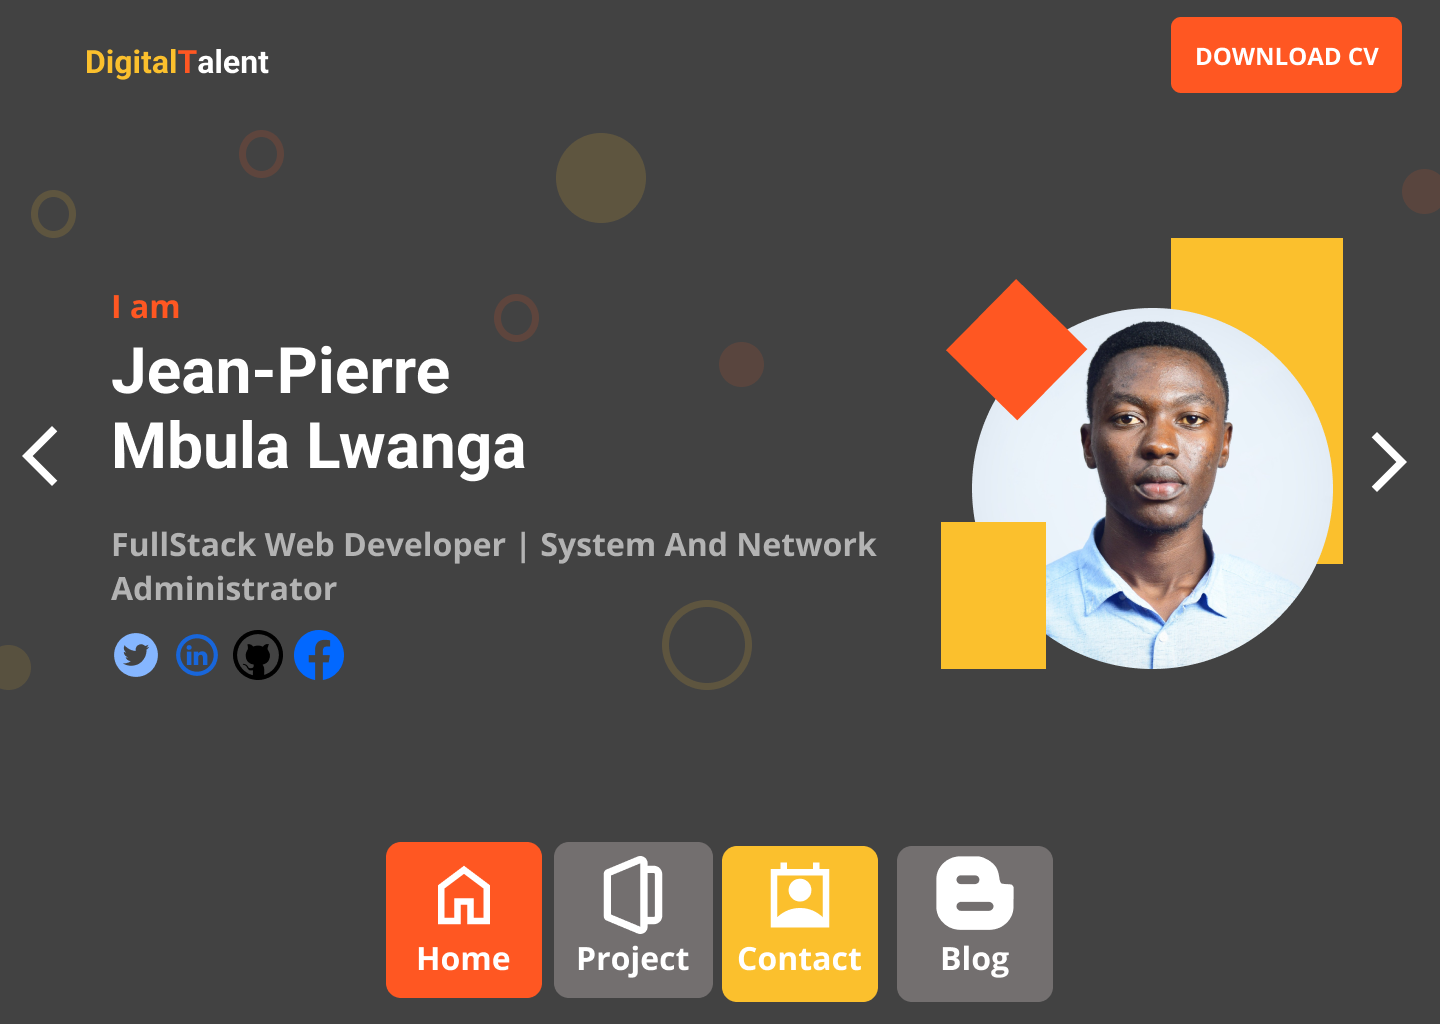 DigitalTalent
DOWNLOAD CV
I am
Jean-Pierre
Mbula Lwanga
FullStack Web Developer | System And Network
Administrator
in
Home
Project
Contact
Blog